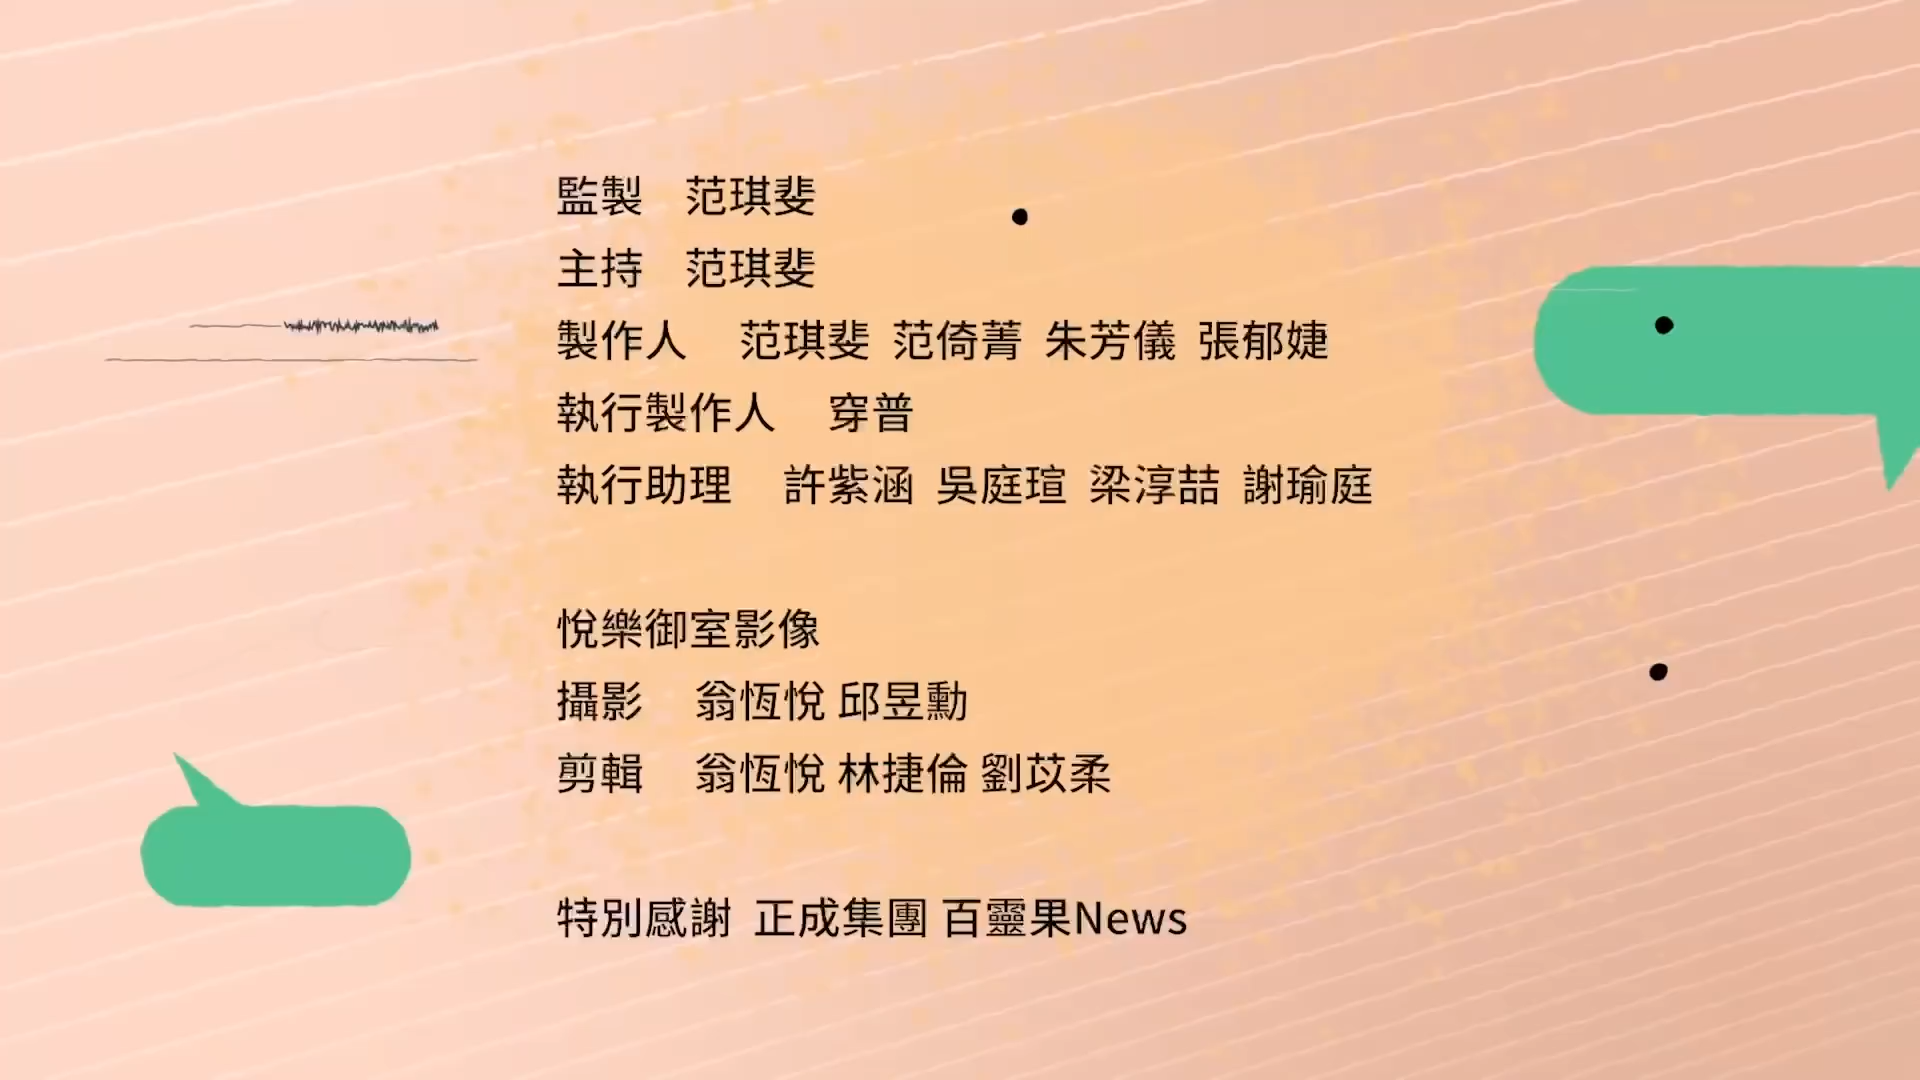 監製 范琪斐
主持 范琪斐
製作人 范琪斐 范倚菁 朱芳儀 張郁婕
執行製作人 穿普
執行助理 許紫涵 吳庭瑄 梁淳喆 謝瑜庭
悅樂御室影像
攝影 翁恆悅 邱昱勳
剪輯 翁恆悅 林捷倫 劉苡柔
特別感謝 正成集團 百靈果News